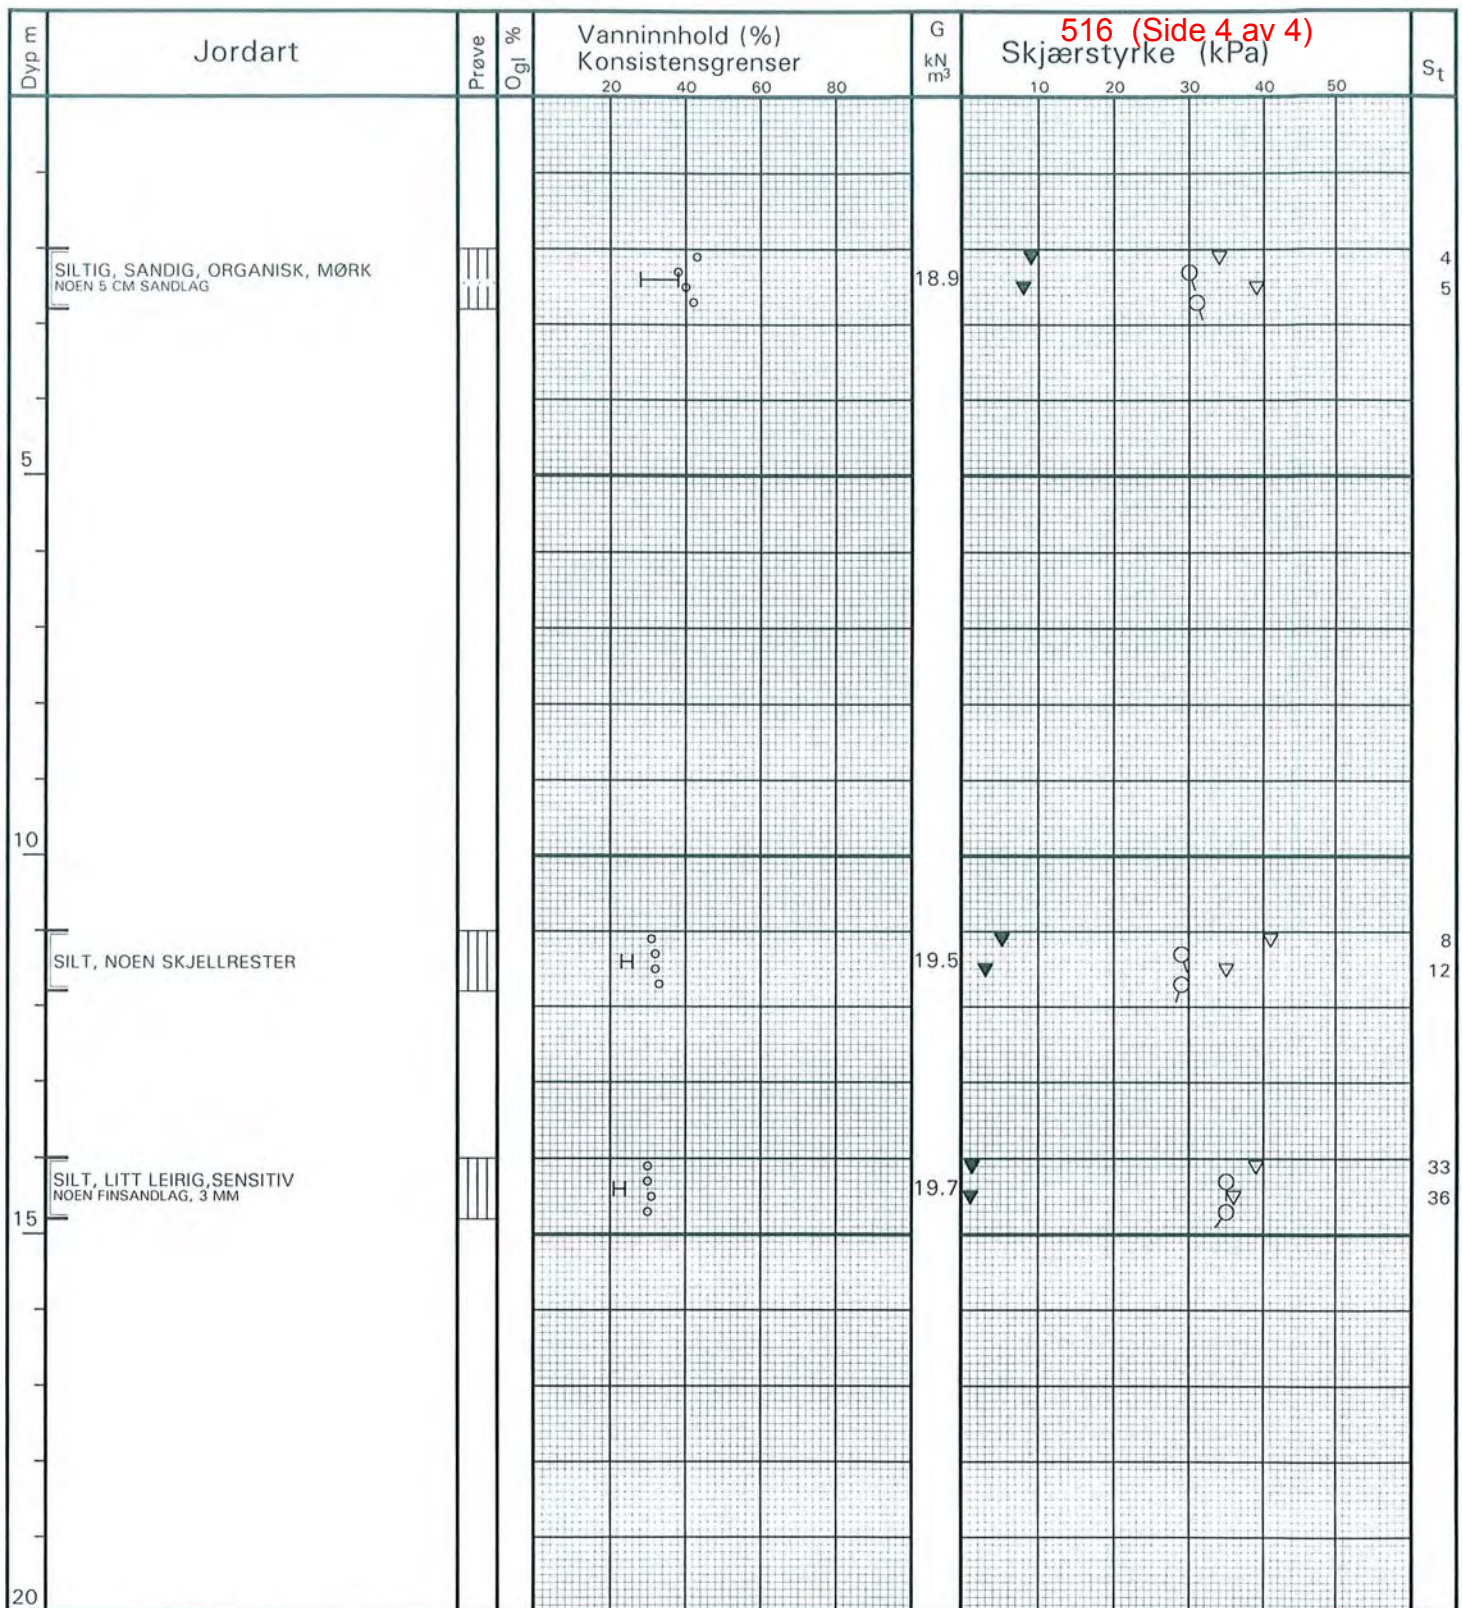 516 (Side 4 av 4)
Dyp m
Jordart
Prøve
Ogl %
Vanninnhold (%)
Konsistensgrenser
20 40 60 80
G
kN
m³
Skjærstyrke (kPa)
10 20 30 40 50
St
SILTIG, SANDIG, ORGANISK, MØRK
NOEN 5 CM SANDLAG
18.9
4
5
5
10
SILT, NOEN SKJELLRESTER
19.5
8
12
SILT, LITT LEIRIG,SENSITIV
NOEN FINSANDLAG, 3 MM
19.7
33
36
15
20